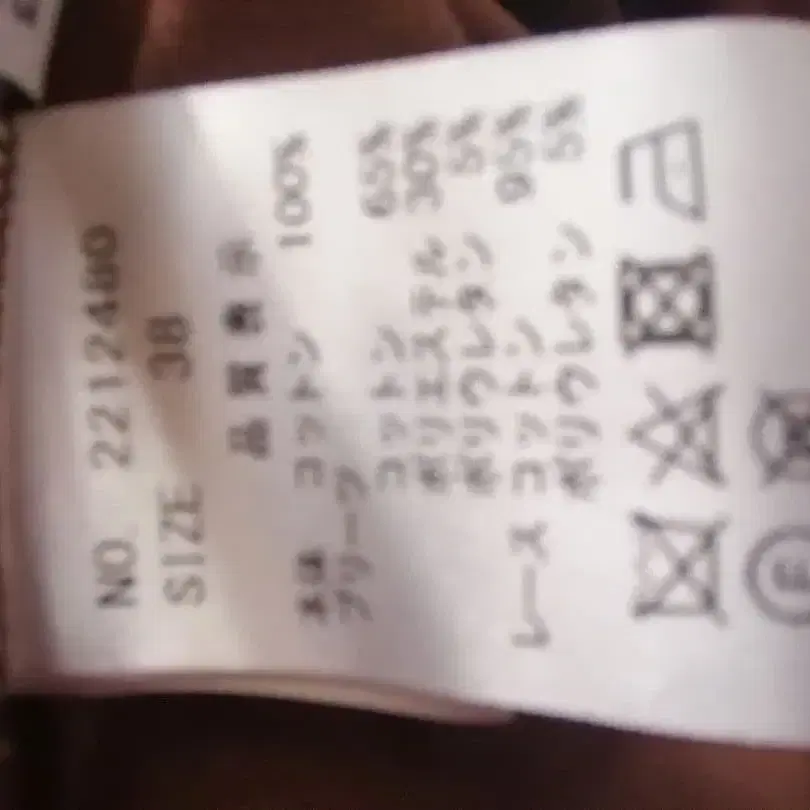 NO. 2212480
SIZE 38
品質表示
本体 コットン 100%
プリーツ
コットン 65%
ポリエステル 30%
ポリウレタン 5%
レース コットン 95%
ポリウレタン 5%